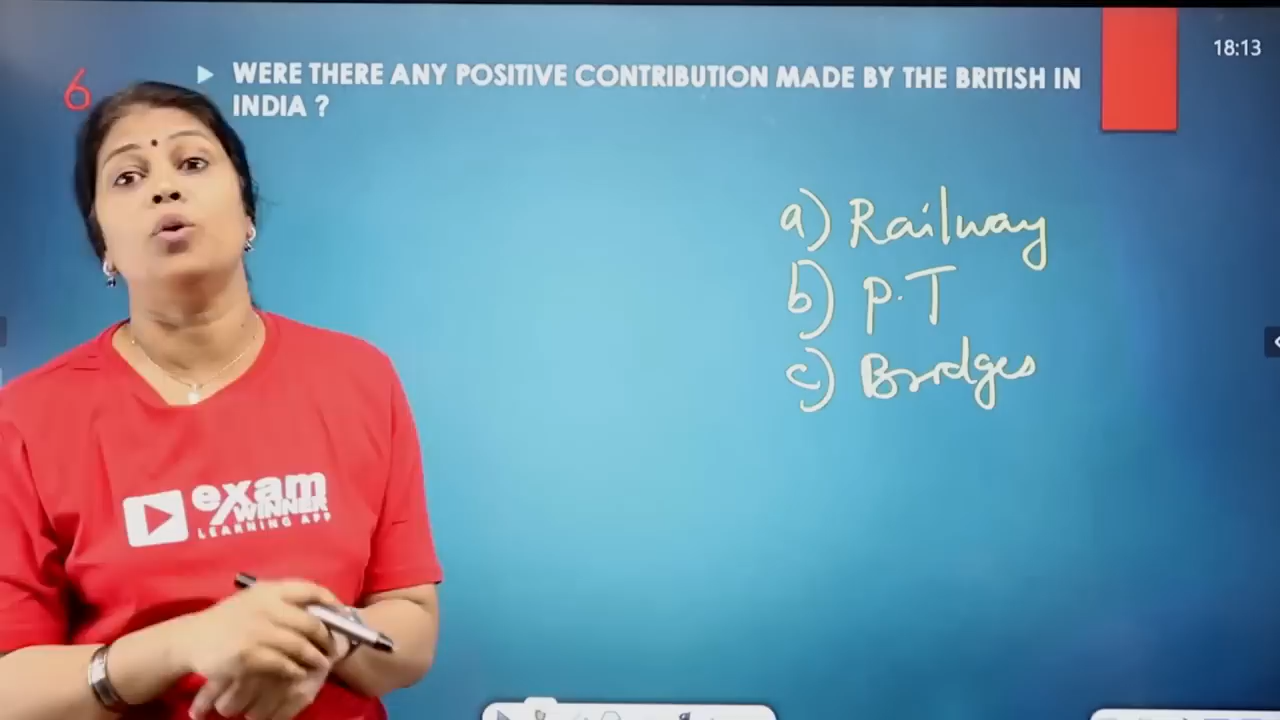 18:13
6
WERE THERE ANY POSITIVE CONTRIBUTION MADE BY THE BRITISH IN
INDIA ?
a) Railway
b) P.T
c) Bridges
exam
WINNER
LEARNING APP